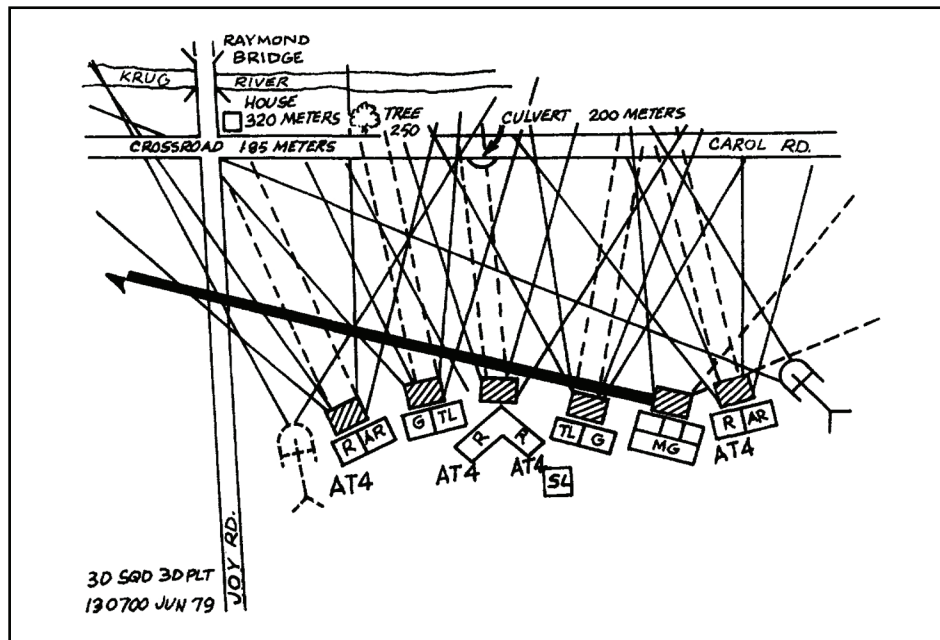 RAYMOND
BRIDGE
KRUG RIVER
HOUSE
320 METERS
TREE
250
CULVERT 200 METERS
CROSSROAD 185 METERS
CAROL RD.
R AR
AT4
G TL
R R
AT4 AT4
TL G
SL
MG
R AR
AT4
JOY RD.
3D SQD 3D PLT
130700 JUN 79